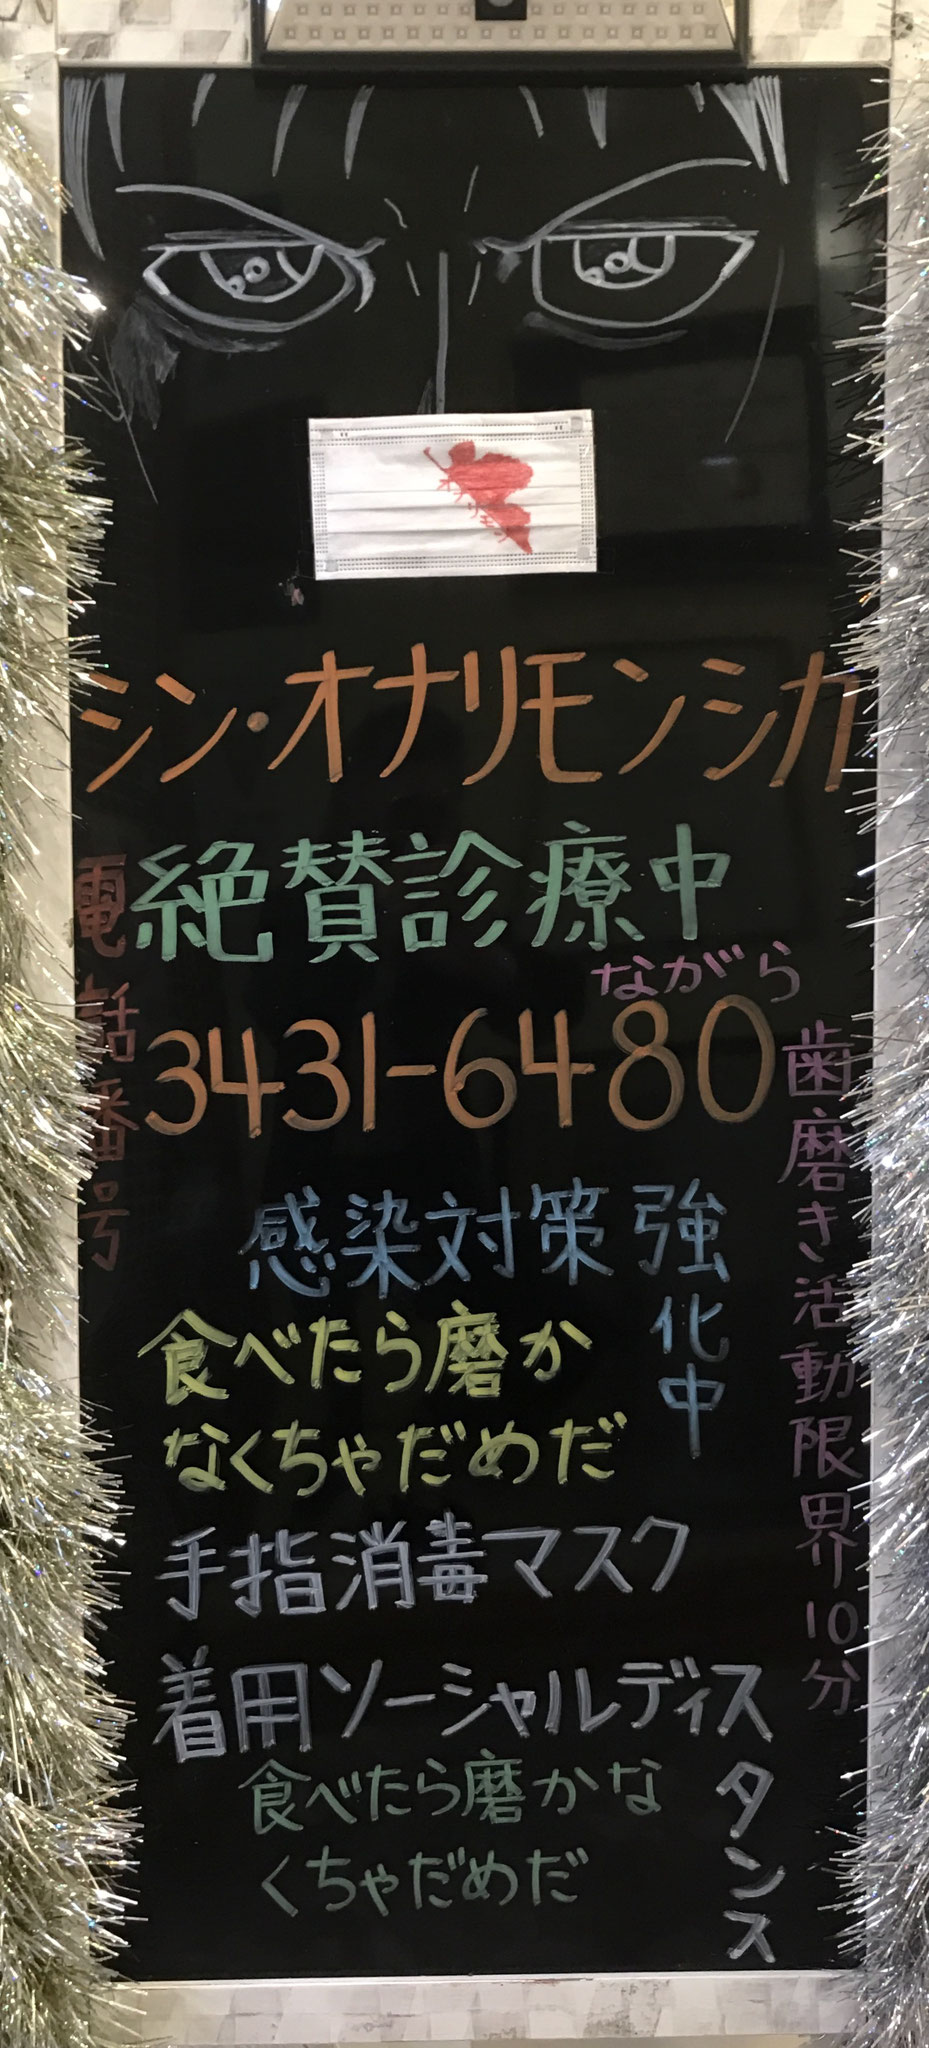 シン・オナリモンシカ
絶賛診療中
ながら
電話番号
3431-6480
歯磨き活動限界10分
感染対策強化中
食べたら磨か
なくちゃだめだ
手指消毒マスク
着用ソーシャルディスタンス
食べたら磨かな
くちゃだめだ